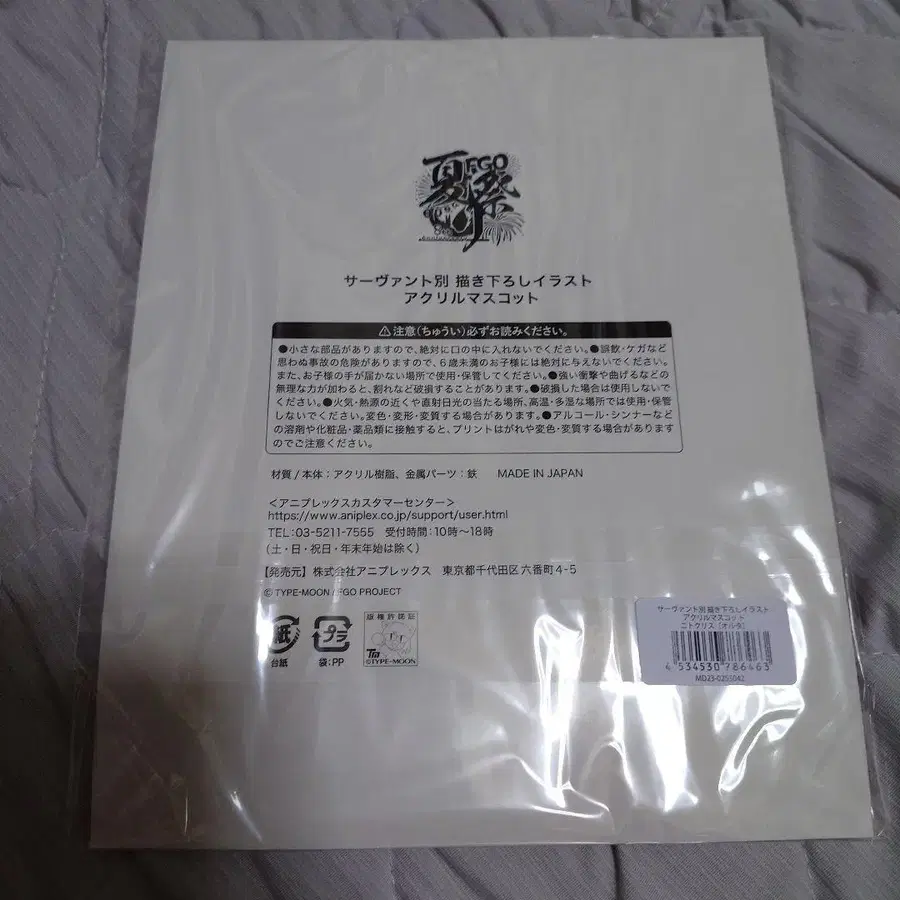 夏祭り
FGO
サーヴァント別 描き下ろしイラスト
アクリルマスコット
⚠注意(ちゅうい)必ずお読みください。
●小さな部品がありますので、絶対に口の中に入れないでください。●誤飲・ケガなど
思わぬ事故の危険がありますので、6歳未満のお子様には絶対に与えないでください。
また、お子様の手が届かない場所で使用・保管してください。●強い衝撃や曲げるなどの
無理な力が加わると、割れなど破損することがあります。●破損した場合は使用しないで
ください。●火気・熱源の近くや直射日光の当たる場所、高温・多湿な場所では使用・保管
しないでください。変色・変形・変質する場合があります。●アルコール・シンナーなど
の溶剤や化粧品・薬品類に接触すると、プリントはがれや変色・変質する場合があります
のでご注意ください。
材質 / 本体:アクリル樹脂、金属パーツ:鉄 MADE IN JAPAN
<アニプレックスカスタマーセンター>
https://www.aniplex.co.jp/support/user.html
TEL:03-5211-7555 受付時間:10時〜18時
(土・日・祝日・年末年始は除く)
【発売元】株式会社アニプレックス 東京都千代田区六番町4-5
© TYPE-MOON / FGO PROJECT
紙
台紙
プラ
袋:PP
版権許諾証
TM
©TYPE-MOON
サーヴァント別 描き下ろしイラスト
アクリルマスコット
ニトクリス〔オルタ〕
4 534530 786463
MD23-0253042